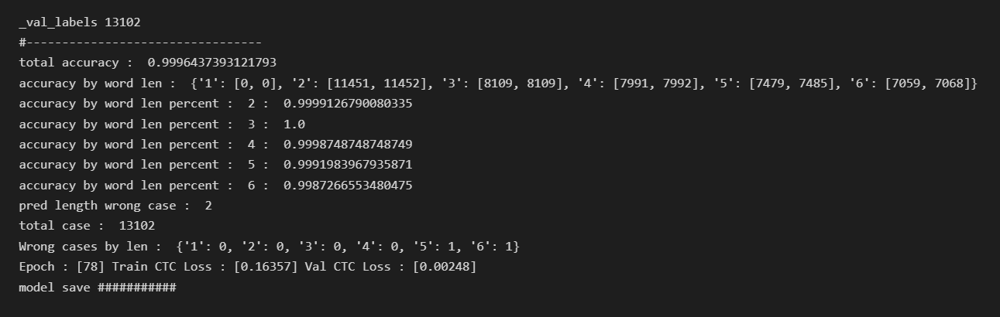 _val_labels 13102
#---------------------------------
total accuracy :  0.9996437393121793
accuracy by word len :  {'1': [0, 0], '2': [11451, 11452], '3': [8109, 8109], '4': [7991, 7992], '5': [7479, 7485], '6': [7059, 7068]}
accuracy by word len percent :  2 :  0.9999126790080335
accuracy by word len percent :  3 :  1.0
accuracy by word len percent :  4 :  0.9998748748748749
accuracy by word len percent :  5 :  0.9991983967935871
accuracy by word len percent :  6 :  0.9987266553480475
pred length wrong case :  2
total case :  13102
Wrong cases by len :  {'1': 0, '2': 0, '3': 0, '4': 0, '5': 1, '6': 1}
Epoch : [78] Train CTC Loss : [0.16357] Val CTC Loss : [0.00248]
model save ###########